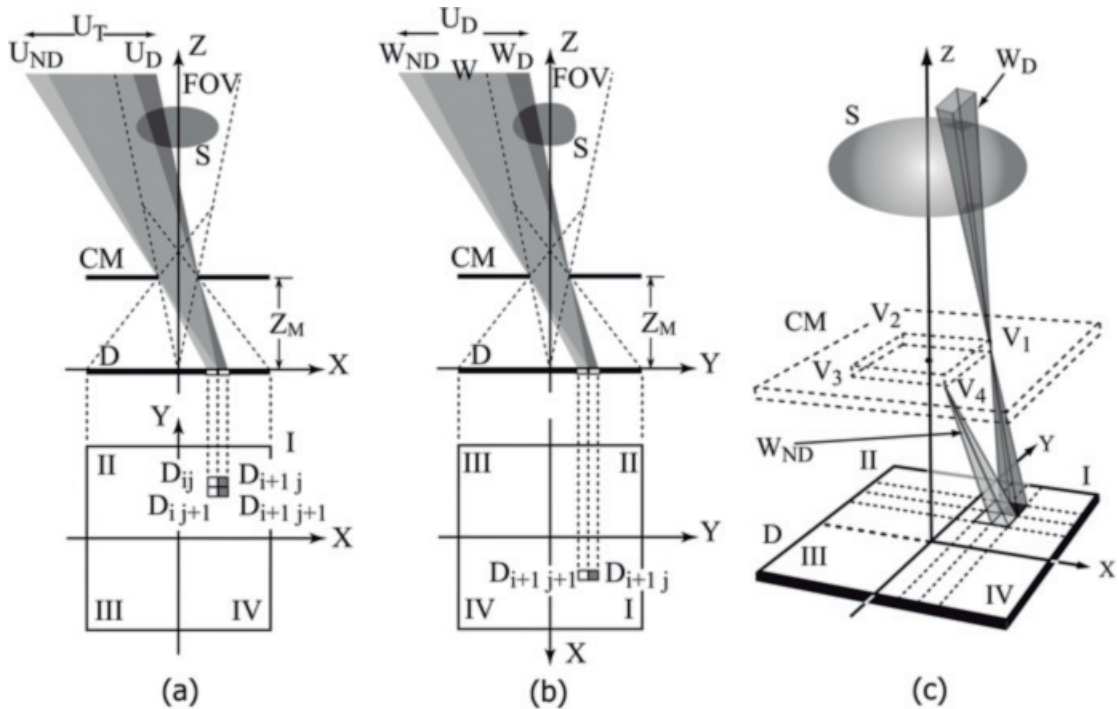 U_T
U_ND U_D Z
FOV
S
CM
Z_M
D
X
Y
I
II
D_ij D_i+1 j
D_i j+1 D_i+1 j+1
X
III IV
(a)
U_D
W_ND W W_D Z
FOV
S
CM
Z_M
D
Y
III II
Y
D_i+1 j+1 D_i+1 j
IV I
X
(b)
Z
W_D
S
CM
V_2
V_1
V_3
V_4
W_ND
Y
II I
D
III
X
IV
(c)